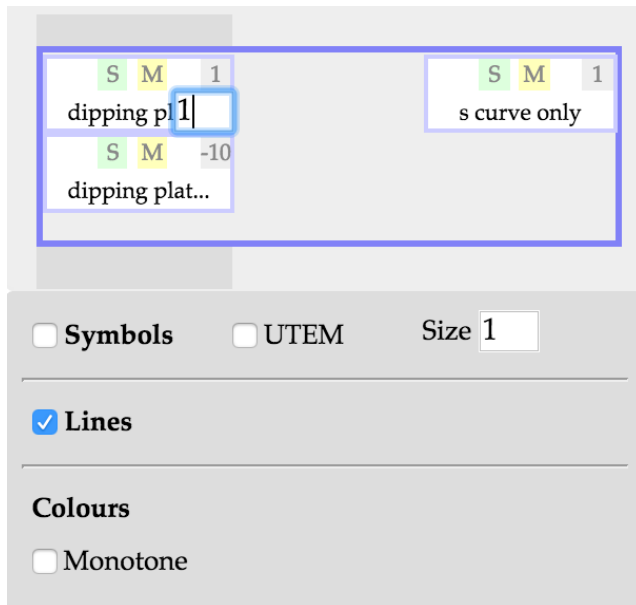 S M 1 S M 1
dipping pl 1 s curve only
S M -10
dipping plat...
Symbols UTEM Size 1
Lines
Colours
Monotone